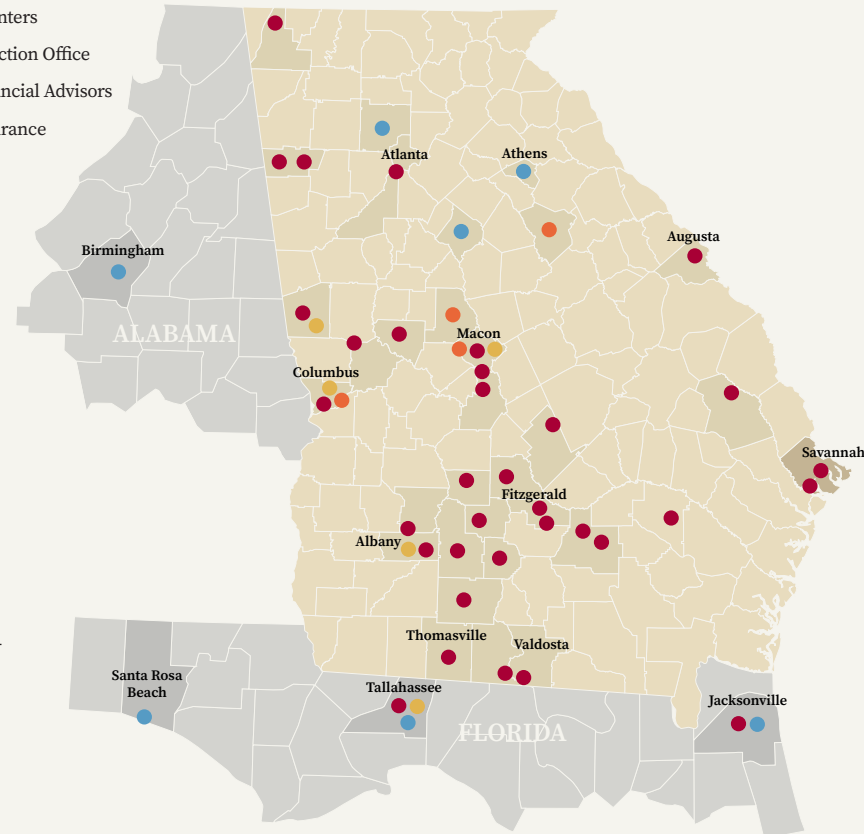 nters
ction Office
ncial Advisors
rance
Atlanta
Athens
Augusta
Birmingham
ALABAMA
Macon
Columbus
Savannah
Fitzgerald
Albany
Thomasville
Valdosta
Santa Rosa
Beach
Tallahassee
Jacksonville
FLORIDA